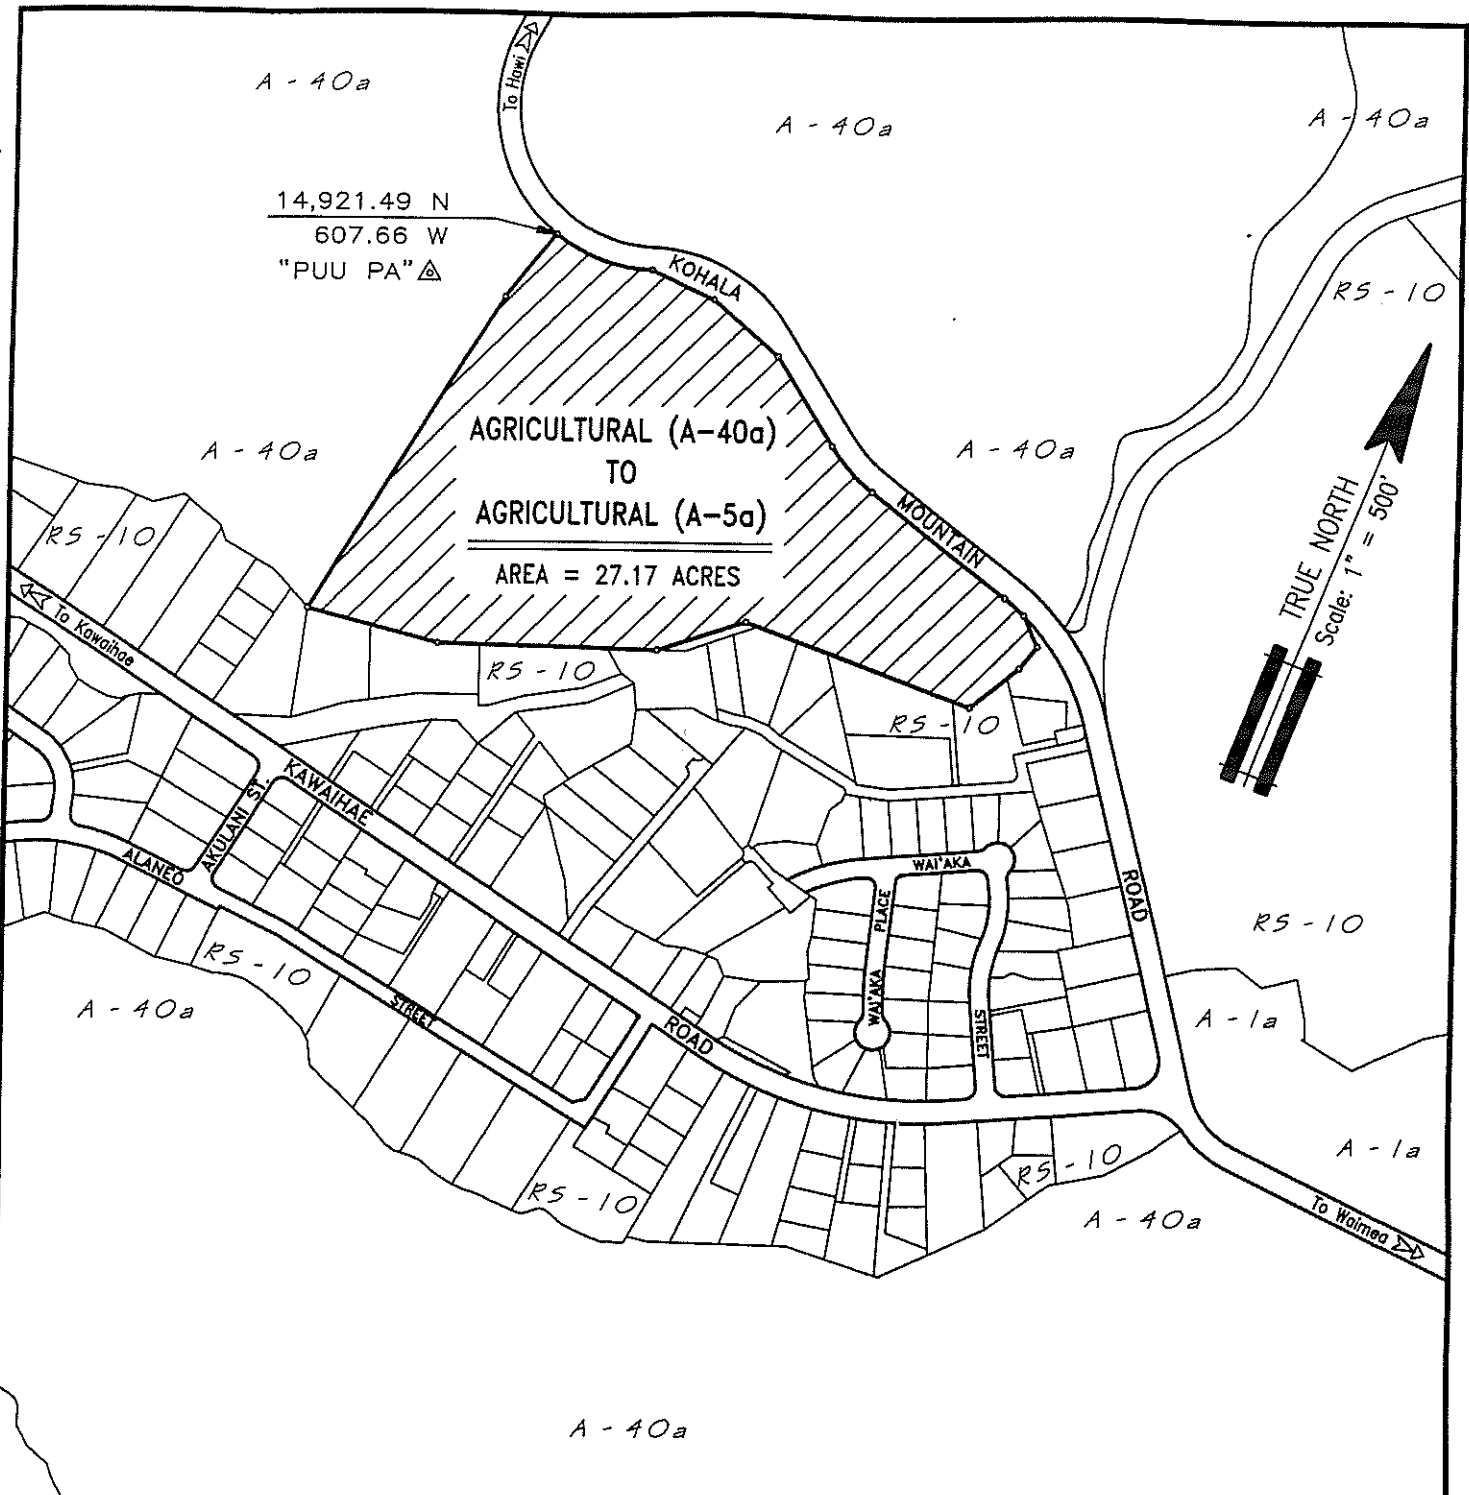 To Hawi
A - 40a
A - 40a
A - 40a
14,921.49 N
607.66 W
"PUU PA"
KOHALA
RS - 10
AGRICULTURAL (A-40a)
TO
AGRICULTURAL (A-5a)
AREA = 27.17 ACRES
A - 40a
A - 40a
MOUNTAIN
TRUE NORTH
Scale: 1" = 500'
RS - 10
To Kawaihae
RS - 10
RS - 10
KAWAIHAE
AKULANI ST.
ALANEO
WAI'AKA
PLACE
ROAD
RS - 10
RS - 10
A - 40a
STREET
WAI'AKA
STREET
ROAD
A - 1a
RS - 10
RS - 10
A - 1a
A - 40a
To Waimea
A - 40a